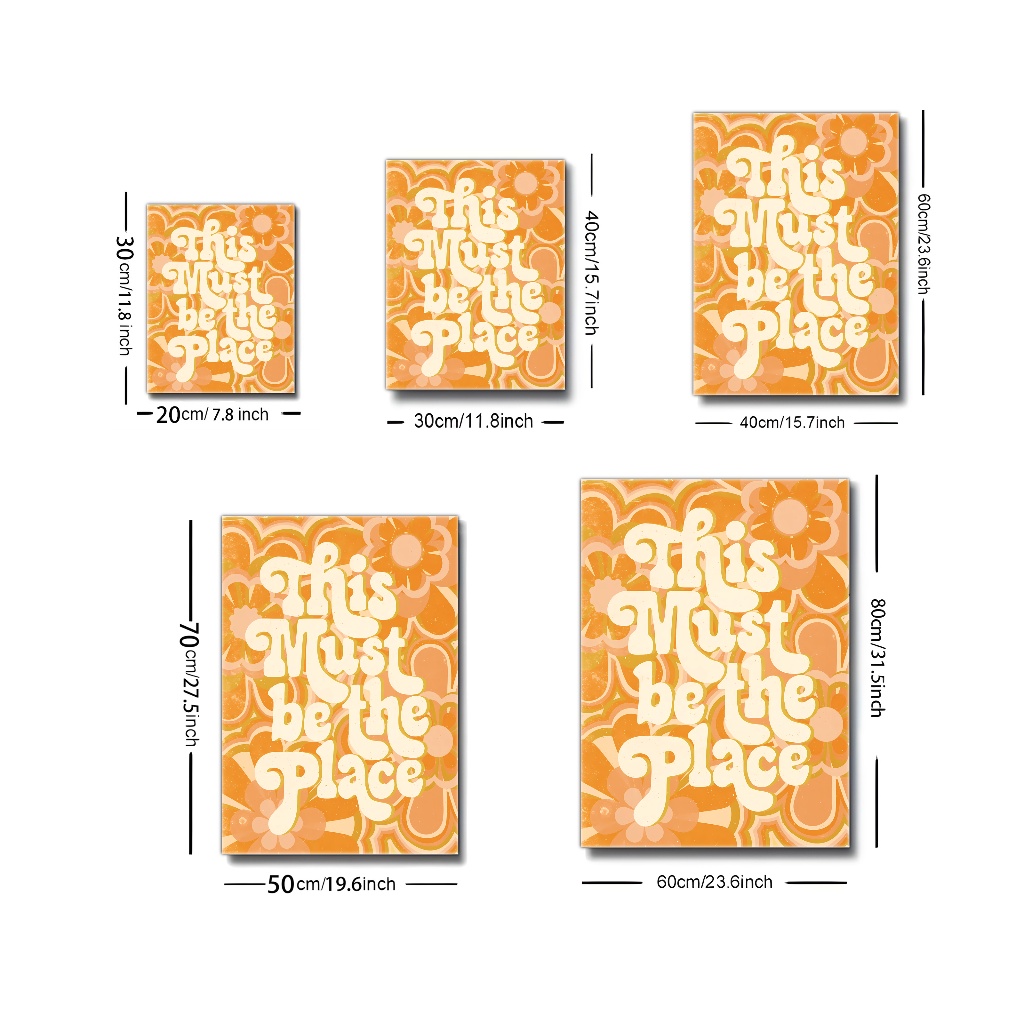 This
Must
be the
Place
30cm/11.8 inch
20cm/ 7.8 inch
This
Must
be the
Place
40cm/15.7inch
30cm/11.8inch
This
Must
be the
Place
60cm/23.6inch
40cm/15.7inch
This
Must
be the
Place
70cm/27.5inch
50cm/19.6inch
This
Must
be the
Place
80cm/31.5inch
60cm/23.6inch